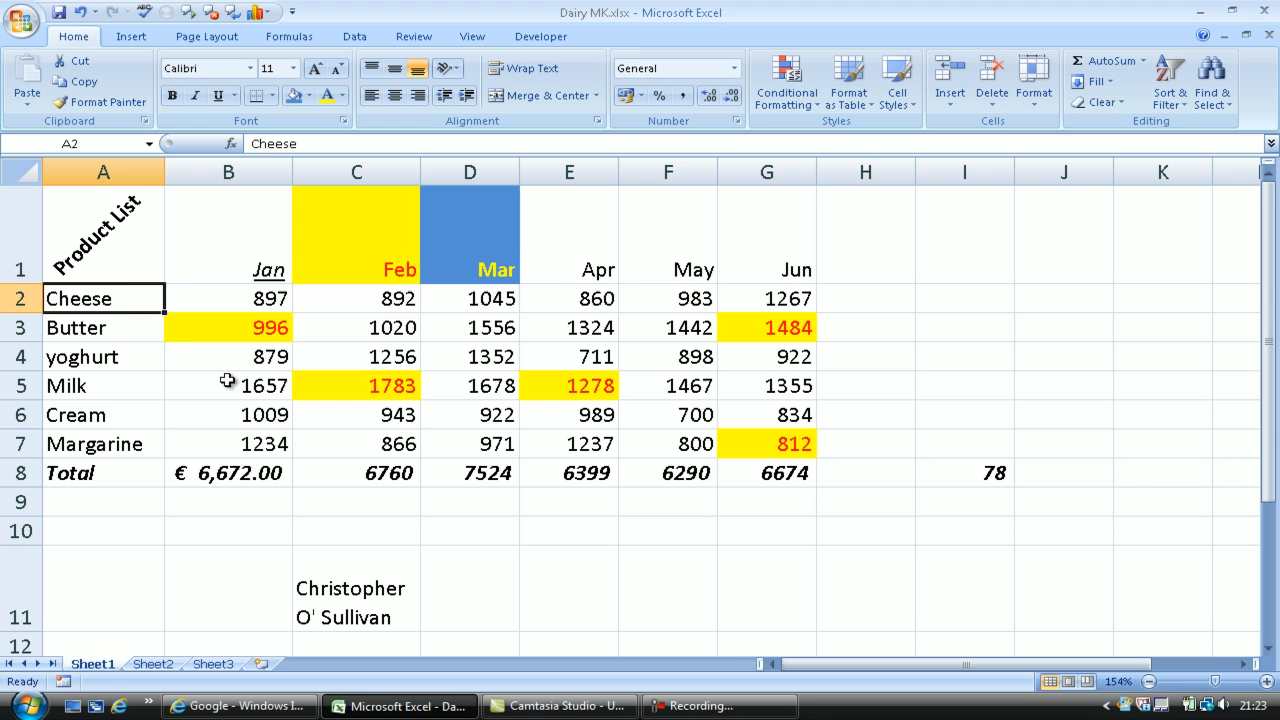 Dairy MK.xlsx - Microsoft Excel
Home Insert Page Layout Formulas Data Review View Developer
Paste
Cut
Copy
Format Painter
Clipboard
Calibri 11
B I U
Font
Wrap Text
Merge & Center
Alignment
General
Number
Conditional Formatting
Format as Table
Cell Styles
Styles
Insert Delete Format
Cells
AutoSum
Fill
Clear
Sort & Filter
Find & Select
Editing
A2 fx Cheese
A B C D E F G H I J K
1 Product List Jan Feb Mar Apr May Jun
2 Cheese 897 892 1045 860 983 1267
3 Butter 996 1020 1556 1324 1442 1484
4 yoghurt 879 1256 1352 711 898 922
5 Milk 1657 1783 1678 1278 1467 1355
6 Cream 1009 943 922 989 700 834
7 Margarine 1234 866 971 1237 800 812
8 Total € 6,672.00 6760 7524 6399 6290 6674 78
9
10
11 Christopher
O' Sullivan
12
Sheet1 Sheet2 Sheet3
Ready 154%
Google - Windows I... Microsoft Excel - Da... Camtasia Studio - U... Recording... 21:23